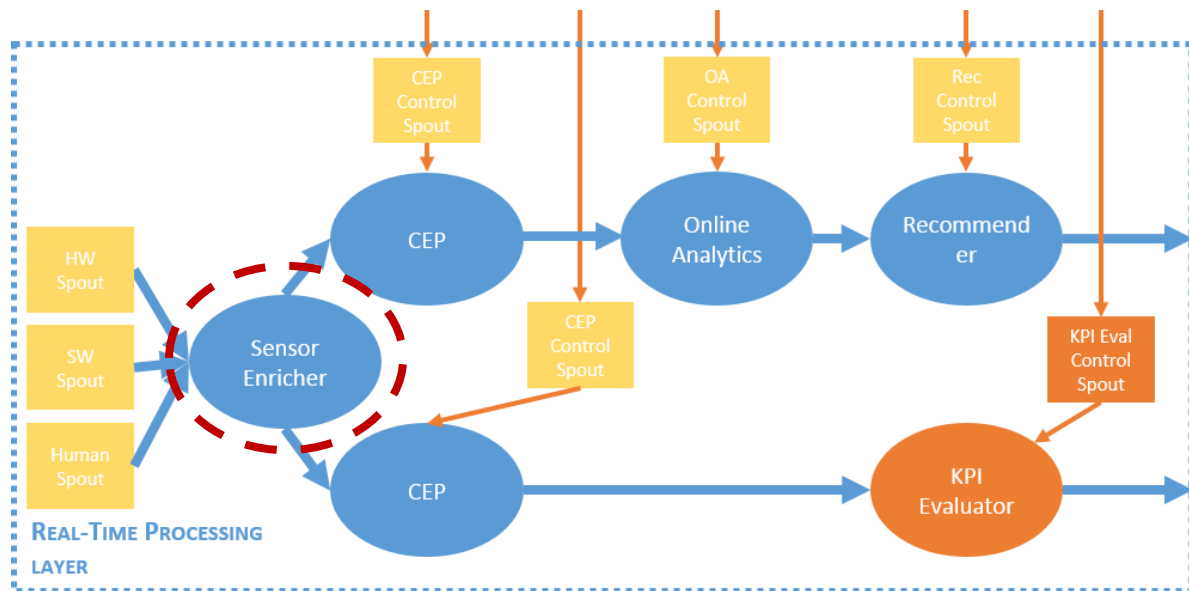 CEP
Control
Spout
OA
Control
Spout
Rec
Control
Spout
CEP
Online
Analytics
Recommend
er
HW
Spout
SW
Spout
Human
Spout
Sensor
Enricher
CEP
Control
Spout
KPI Eval
Control
Spout
CEP
KPI
Evaluator
REAL-TIME PROCESSING
LAYER